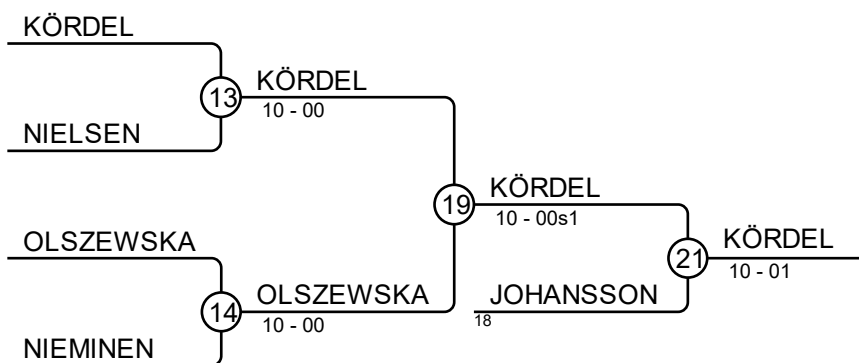 KÖRDEL
13
KÖRDEL
10 - 00
NIELSEN
19
KÖRDEL
10 - 00s1
OLSZEWSKA
21
KÖRDEL
10 - 01
14
OLSZEWSKA
10 - 00
JOHANSSON
18
NIEMINEN